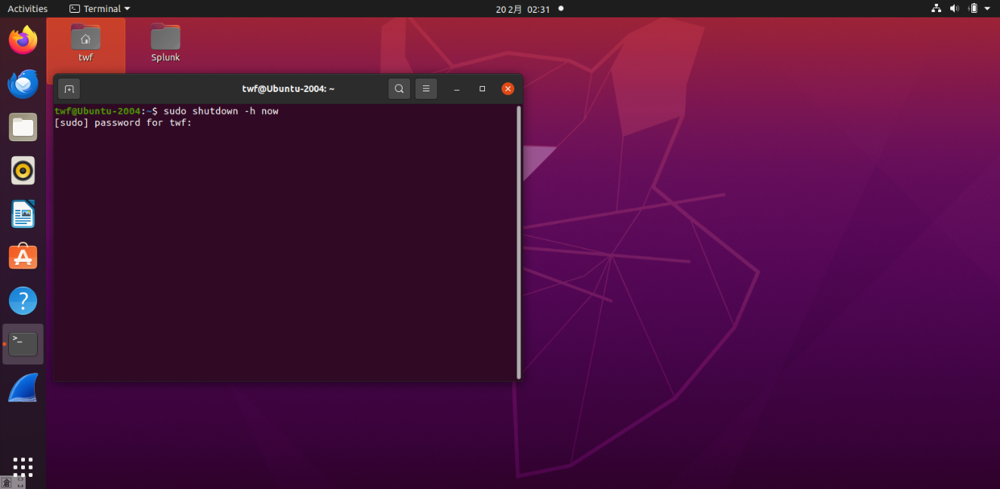 Activities
Terminal
20 2月 02:31
twf
Splunk
twf@Ubuntu-2004: ~
twf@Ubuntu-2004:~$ sudo shutdown -h now
[sudo] password for twf:
倉